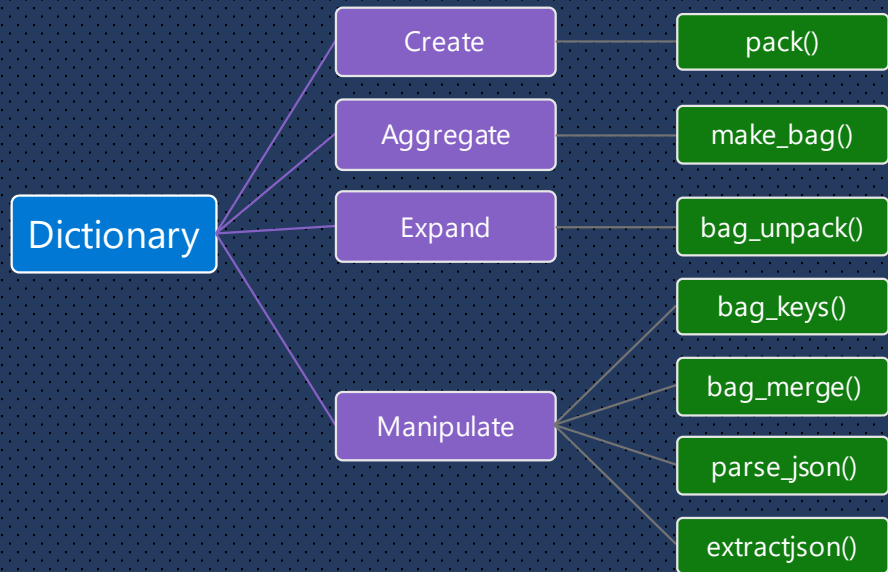 Dictionary
Create
pack()
Aggregate
make_bag()
Expand
bag_unpack()
Manipulate
bag_keys()
bag_merge()
parse_json()
extractjson()